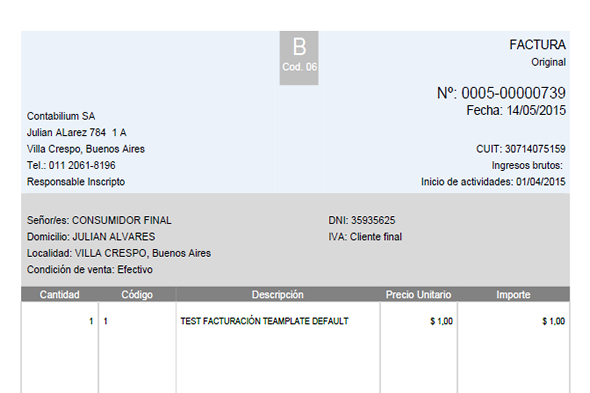 B
Cod. 06
FACTURA
Original
Nº: 0005-00000739
Fecha: 14/05/2015
Contabilium SA
Julian ALarez 784 1 A
Villa Crespo, Buenos Aires
CUIT: 30714075159
Tel.: 011 2061-8196
Ingresos brutos:
Responsable Inscripto
Inicio de actividades: 01/04/2015
Señor/es: CONSUMIDOR FINAL
DNI: 35935625
Domicilio: JULIAN ALVARES
IVA: Cliente final
Localidad: VILLA CRESPO, Buenos Aires
Condición de venta: Efectivo
Cantidad Código Descripción Precio Unitario Importe
1 1 TEST FACTURACIÓN TEAMPLATE DEFAULT $ 1,00 $ 1,00